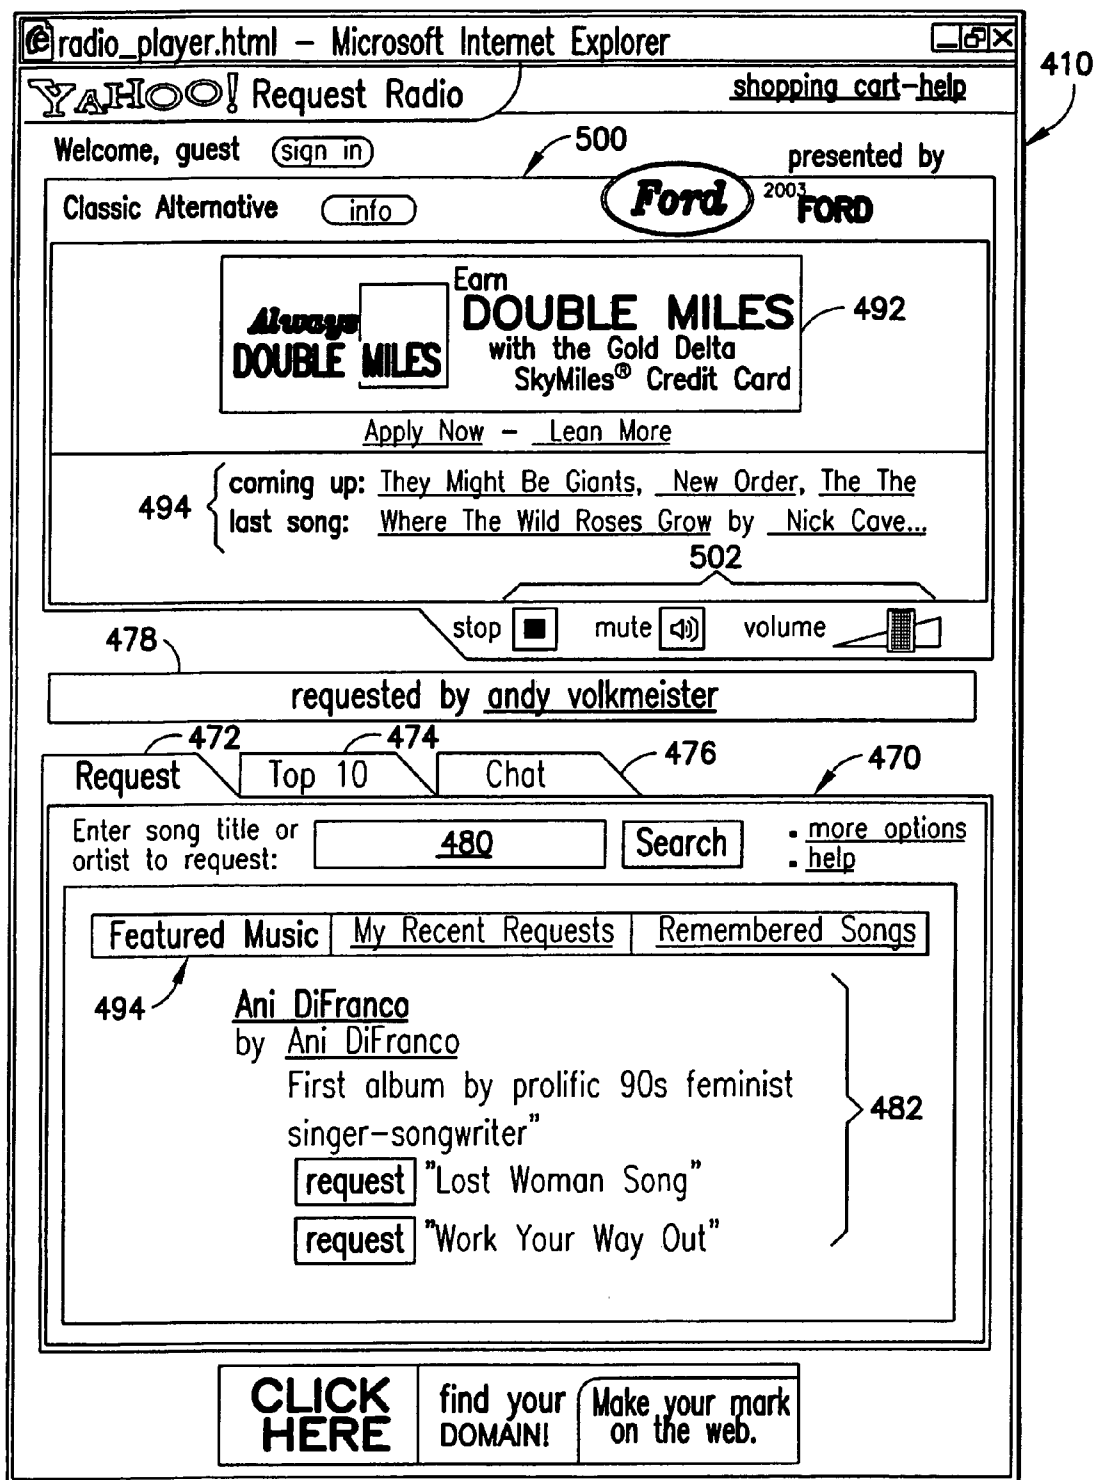 radio_player.html – Microsoft Internet Explorer
410
YAHOO! Request Radio
shopping cart-help
Welcome, guest sign in
500
presented by
Classic Alternative info
Ford 2003 FORD
Always
DOUBLE MILES
Earn
DOUBLE MILES
with the Gold Delta
SkyMiles® Credit Card
492
Apply Now – Lean More
494
coming up: They Might Be Giants, New Order, The The
last song: Where The Wild Roses Grow by Nick Cave...
502
stop mute volume
478
requested by andy volkmeister
472 474 476 470
Request Top 10 Chat
Enter song title or
ortist to request:
480
Search
. more options
. help
Featured Music My Recent Requests Remembered Songs
494
Ani DiFranco
by Ani DiFranco
First album by prolific 90s feminist
singer-songwriter"
482
request "Lost Woman Song"
request "Work Your Way Out"
CLICK
HERE
find your
DOMAIN!
Make your mark
on the web.